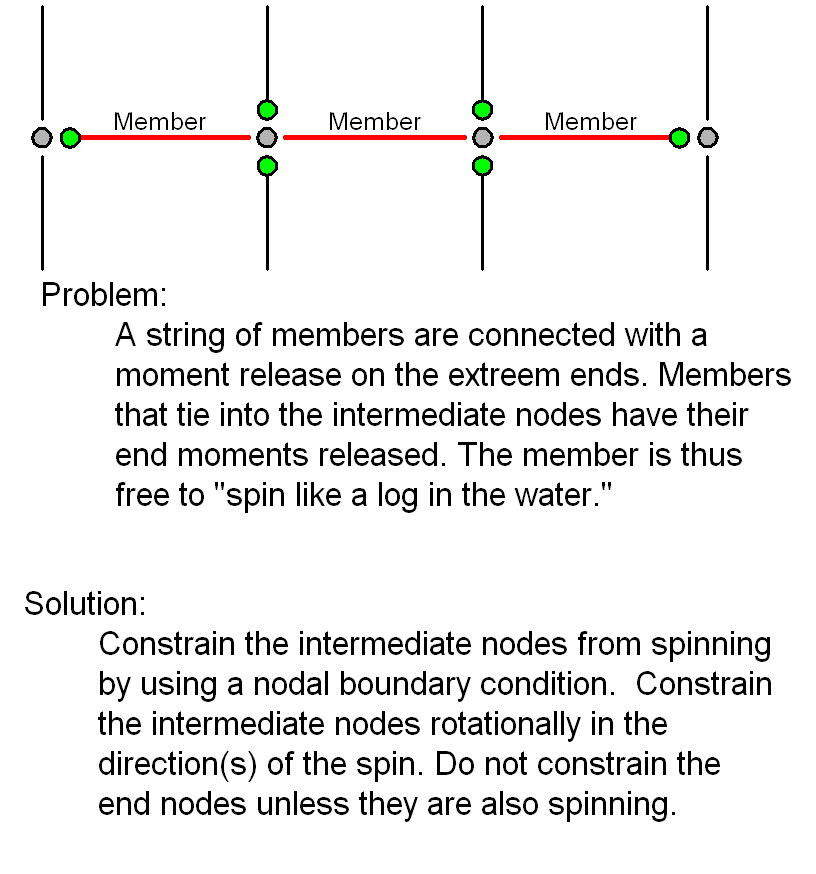 Member Member Member
Problem:
A string of members are connected with a
moment release on the extreem ends. Members
that tie into the intermediate nodes have their
end moments released. The member is thus
free to "spin like a log in the water."
Solution:
Constrain the intermediate nodes from spinning
by using a nodal boundary condition.  Constrain
the intermediate nodes rotationally in the
direction(s) of the spin. Do not constrain the
end nodes unless they are also spinning.